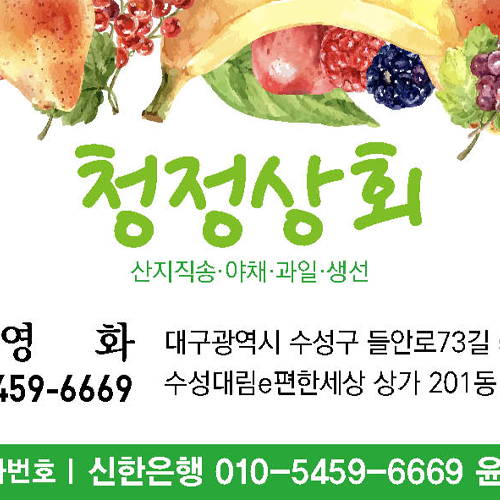 청정상회
산지직송·야채·과일·생선
영 화
459-6669
대구광역시 수성구 들안로73길
수성대림e편한세상 상가 201동
좌번호 | 신한은행 010-5459-6669 윤